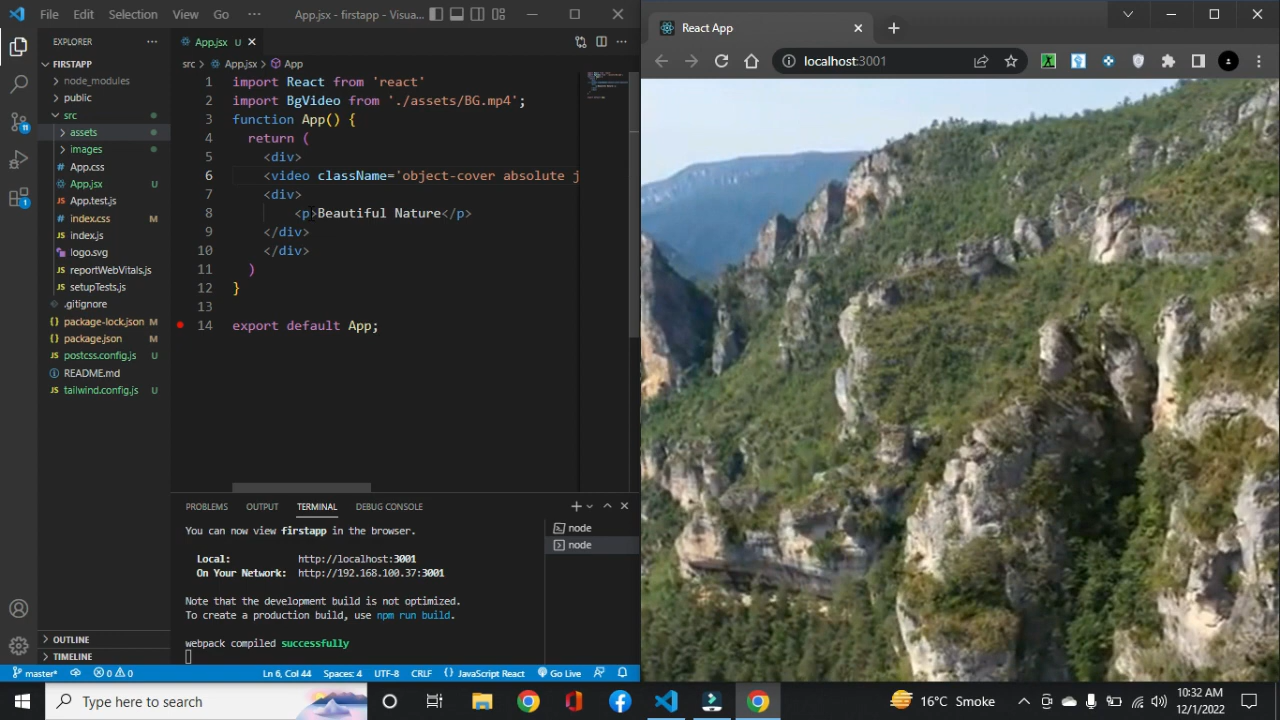 File Edit Selection View Go ··· App.jsx - firstapp - Visua...
EXPLORER ···
FIRSTAPP
node_modules
public
src
assets
images
App.css
App.jsx U
App.test.js
index.css M
index.js
logo.svg
reportWebVitals.js
setupTests.js
.gitignore
package-lock.json M
package.json M
postcss.config.js U
README.md
tailwind.config.js U
OUTLINE
TIMELINE
11
1
App.jsx U
src > App.jsx > App
1 import React from 'react'
2 import BgVideo from './assets/BG.mp4';
3 function App() {
4 return (
5 <div>
6 <video className='object-cover absolute j
7 <div>
8 <p>Beautiful Nature</p>
9 </div>
10 </div>
11 )
12 }
13
14 export default App;
PROBLEMS OUTPUT TERMINAL DEBUG CONSOLE
You can now view firstapp in the browser.
Local: http://localhost:3001
On Your Network: http://192.168.100.37:3001
Note that the development build is not optimized.
To create a production build, use npm run build.
webpack compiled successfully
node
node
master* 0 0 Ln 6, Col 44 Spaces: 4 UTF-8 CRLF JavaScript React Go Live
React App
localhost:3001
Type here to search
16°C Smoke
10:32 AM
12/1/2022